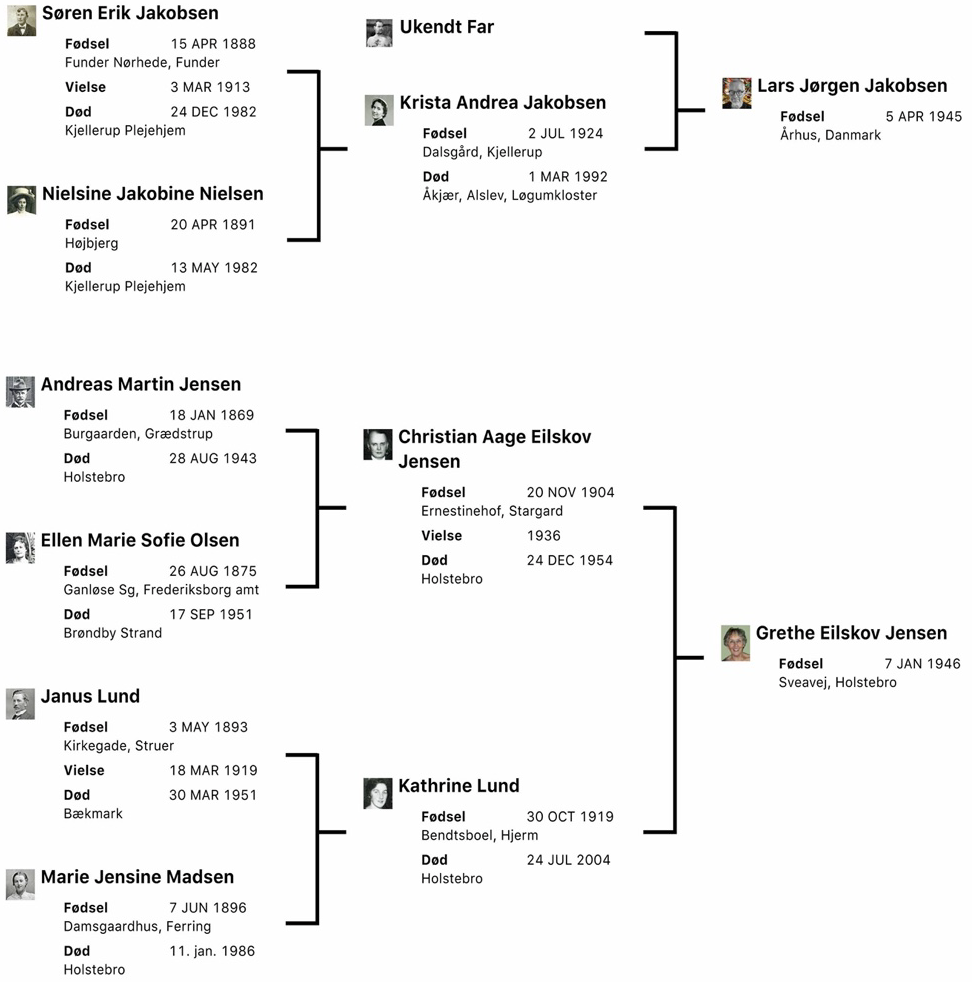 Søren Erik Jakobsen
Fødsel 15 APR 1888
Funder Nørhede, Funder
Vielse 3 MAR 1913
Død 24 DEC 1982
Kjellerup Plejehjem
Nielsine Jakobine Nielsen
Fødsel 20 APR 1891
Højbjerg
Død 13 MAY 1982
Kjellerup Plejehjem
Ukendt Far
Krista Andrea Jakobsen
Fødsel 2 JUL 1924
Dalsgård, Kjellerup
Død 1 MAR 1992
Åkjær, Alslev, Løgumkloster
Lars Jørgen Jakobsen
Fødsel 5 APR 1945
Århus, Danmark
Andreas Martin Jensen
Fødsel 18 JAN 1869
Burgaarden, Grædstrup
Død 28 AUG 1943
Holstebro
Ellen Marie Sofie Olsen
Fødsel 26 AUG 1875
Ganløse Sg, Frederiksborg amt
Død 17 SEP 1951
Brøndby Strand
Christian Aage Eilskov
Jensen
Fødsel 20 NOV 1904
Ernestinehof, Stargard
Vielse 1936
Død 24 DEC 1954
Holstebro
Janus Lund
Fødsel 3 MAY 1893
Kirkegade, Struer
Vielse 18 MAR 1919
Død 30 MAR 1951
Bækmark
Marie Jensine Madsen
Fødsel 7 JUN 1896
Damsgaardhus, Ferring
Død 11. jan. 1986
Holstebro
Kathrine Lund
Fødsel 30 OCT 1919
Bendtsboel, Hjerm
Død 24 JUL 2004
Holstebro
Grethe Eilskov Jensen
Fødsel 7 JAN 1946
Sveavej, Holstebro